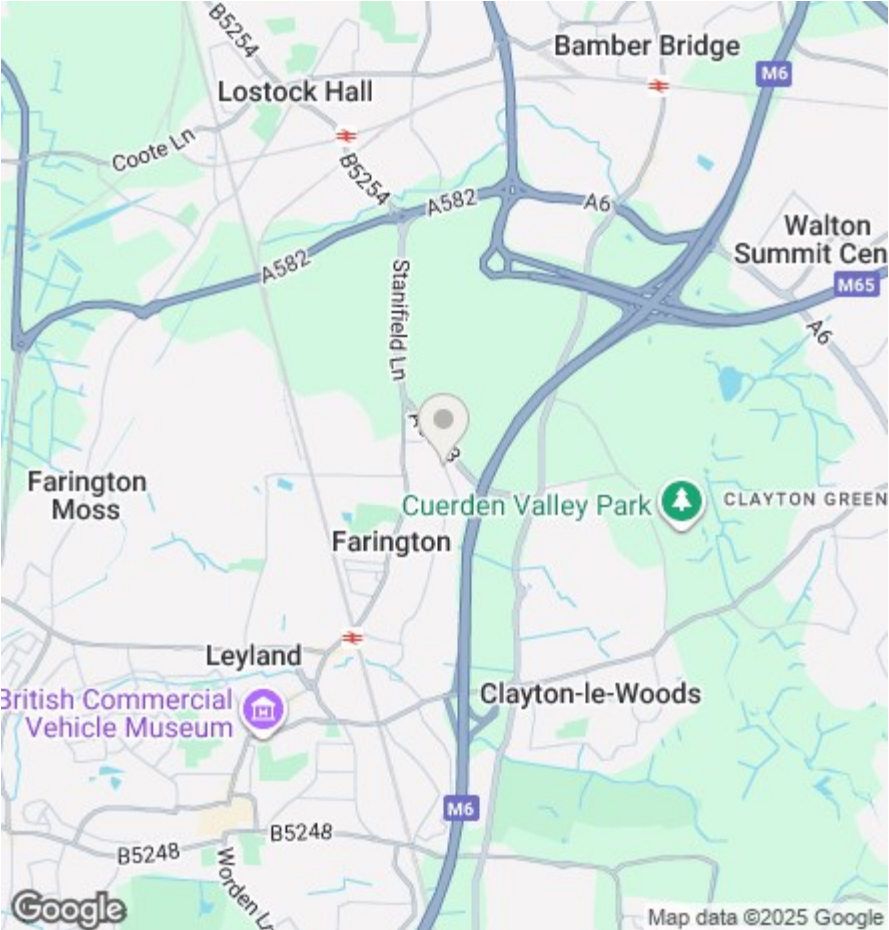 B5254
Bamber Bridge
M6
Lostock Hall
Coote Ln
B5254
A582
A6
Walton
Summit Cen
A582
M65
Stanifield Ln
A6
Farington
Moss
Cuerden Valley Park
CLAYTON GREEN
Farington
Leyland
British Commercial
Vehicle Museum
Clayton-le-Woods
M6
B5248
B5248
Worden Ln
Google
Map data ©2025 Google